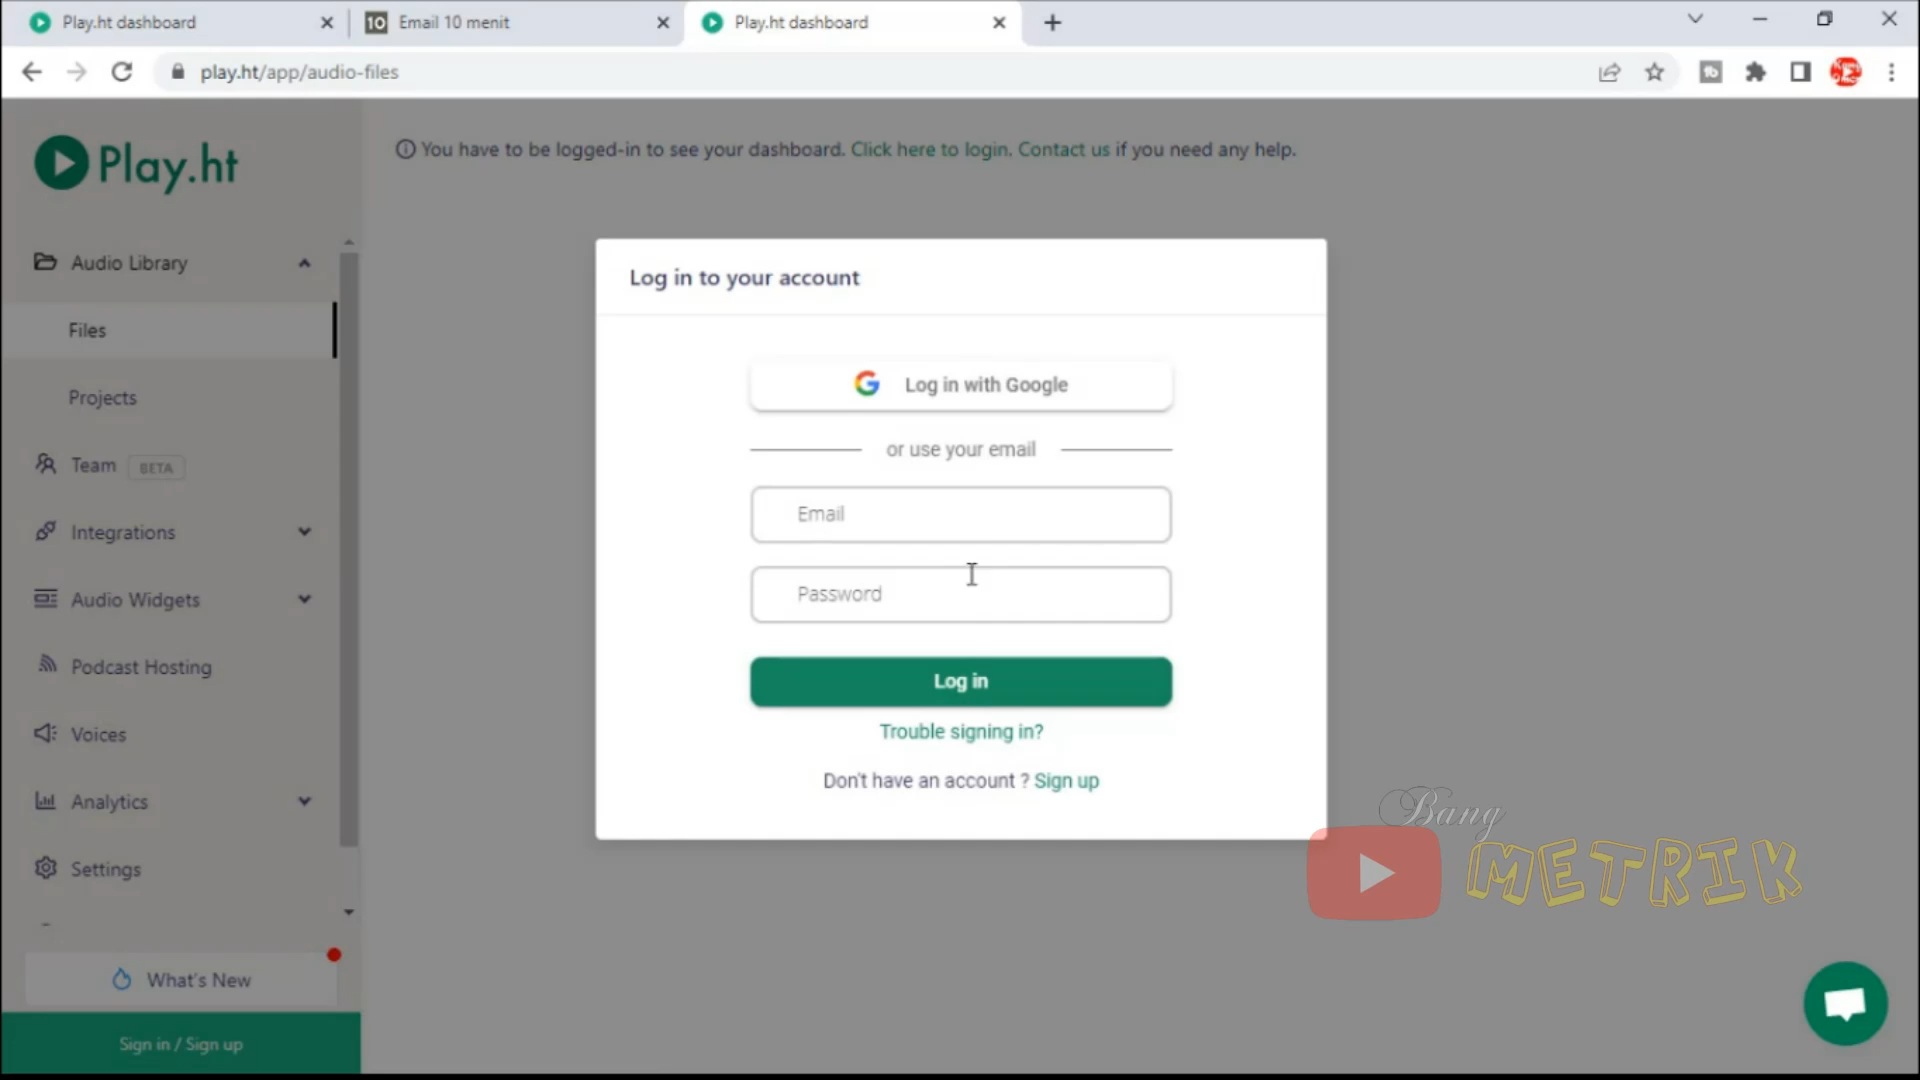 Play.ht dashboard
Email 10 menit
Play.ht dashboard
play.ht/app/audio-files
Play.ht
You have to be logged-in to see your dashboard. Click here to login. Contact us if you need any help.
Audio Library
Files
Projects
Team BETA
Integrations
Audio Widgets
Podcast Hosting
Voices
Analytics
Settings
What's New
Sign in / Sign up
Log in to your account
Log in with Google
or use your email
Email
Password
Log in
Trouble signing in?
Don't have an account ? Sign up
Bang
METRIK